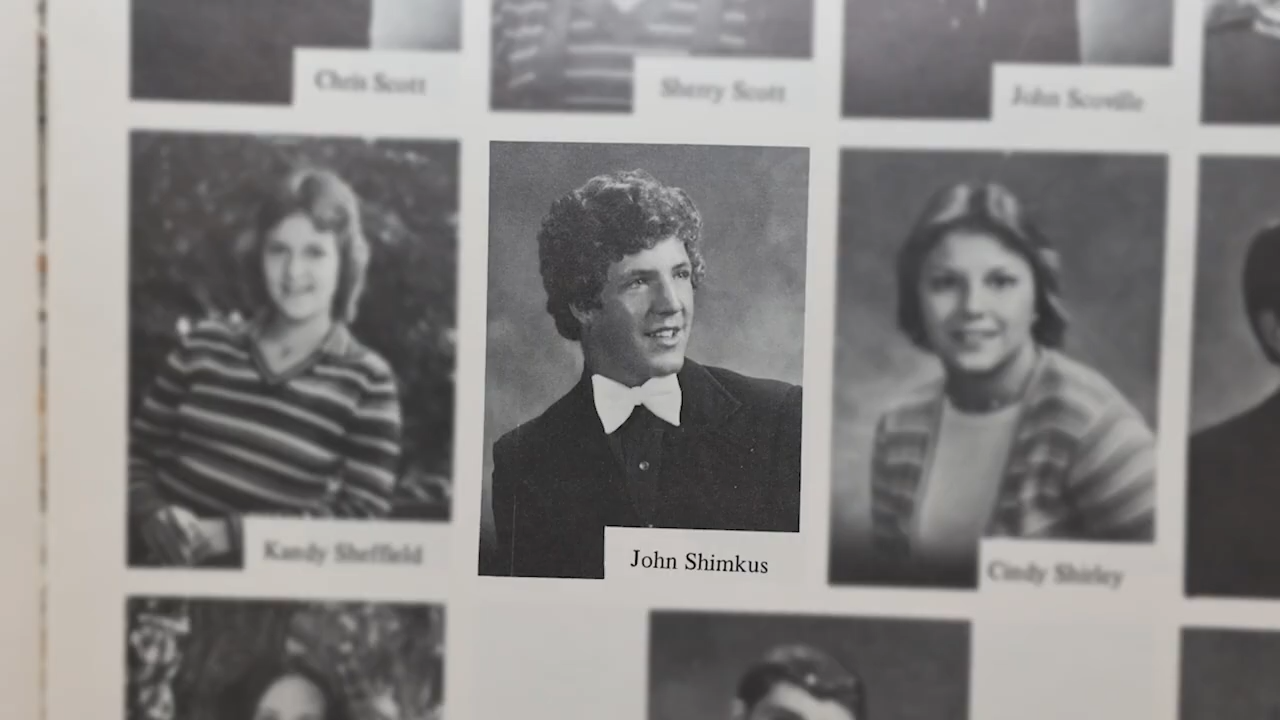 Chris Scott
Sherry Scott
John Scoville
Kandy Sheffield
John Shimkus
Cindy Shirley